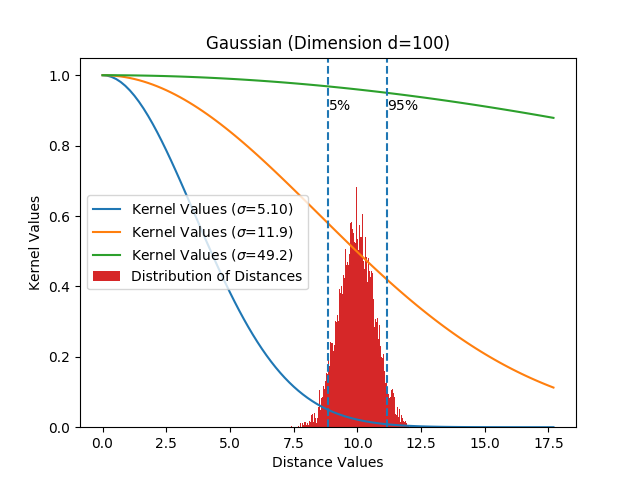 Gaussian (Dimension d=100)
1.0
0.8
0.6
0.4
0.2
0.0
Kernel Values
5%
95%
Kernel Values (σ=5.10)
Kernel Values (σ=11.9)
Kernel Values (σ=49.2)
Distribution of Distances
0.0 2.5 5.0 7.5 10.0 12.5 15.0 17.5
Distance Values